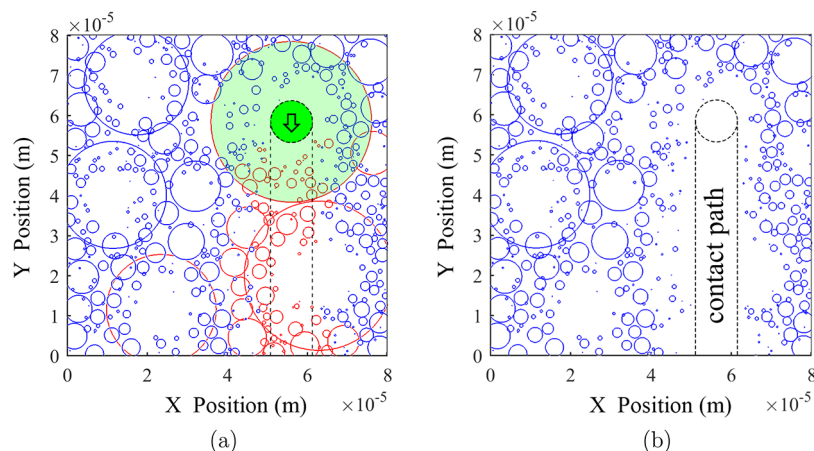 ×10⁻⁵
8
7
6
5
4
3
2
1
0
Y Position (m)
0 2 4 6 8
X Position (m) ×10⁻⁵
(a)
×10⁻⁵
8
7
6
5
4
3
2
1
0
Y Position (m)
contact path
0 2 4 6 8
X Position (m) ×10⁻⁵
(b)